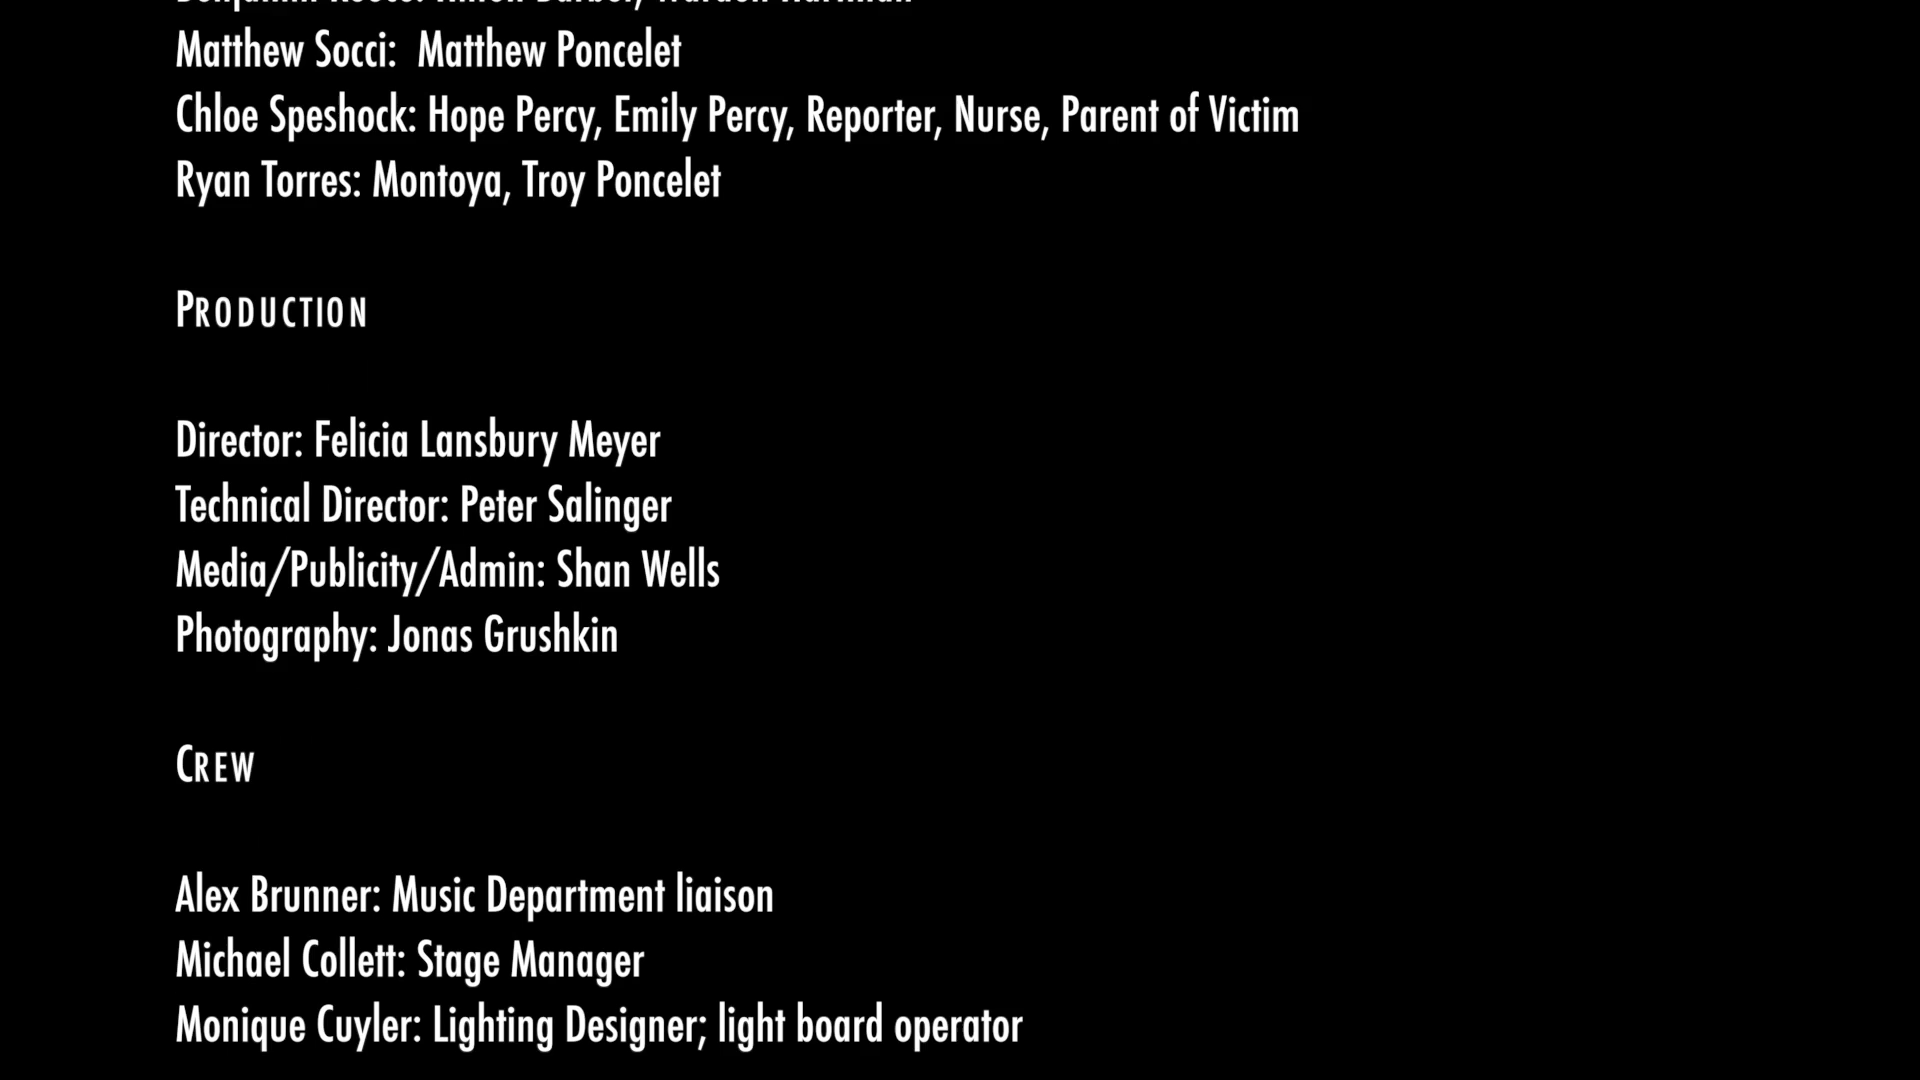 Matthew Socci:  Matthew Poncelet
Chloe Speshock: Hope Percy, Emily Percy, Reporter, Nurse, Parent of Victim
Ryan Torres: Montoya, Troy Poncelet
PRODUCTION
Director: Felicia Lansbury Meyer
Technical Director: Peter Salinger
Media/Publicity/Admin: Shan Wells
Photography: Jonas Grushkin
CREW
Alex Brunner: Music Department liaison
Michael Collett: Stage Manager
Monique Cuyler: Lighting Designer; light board operator